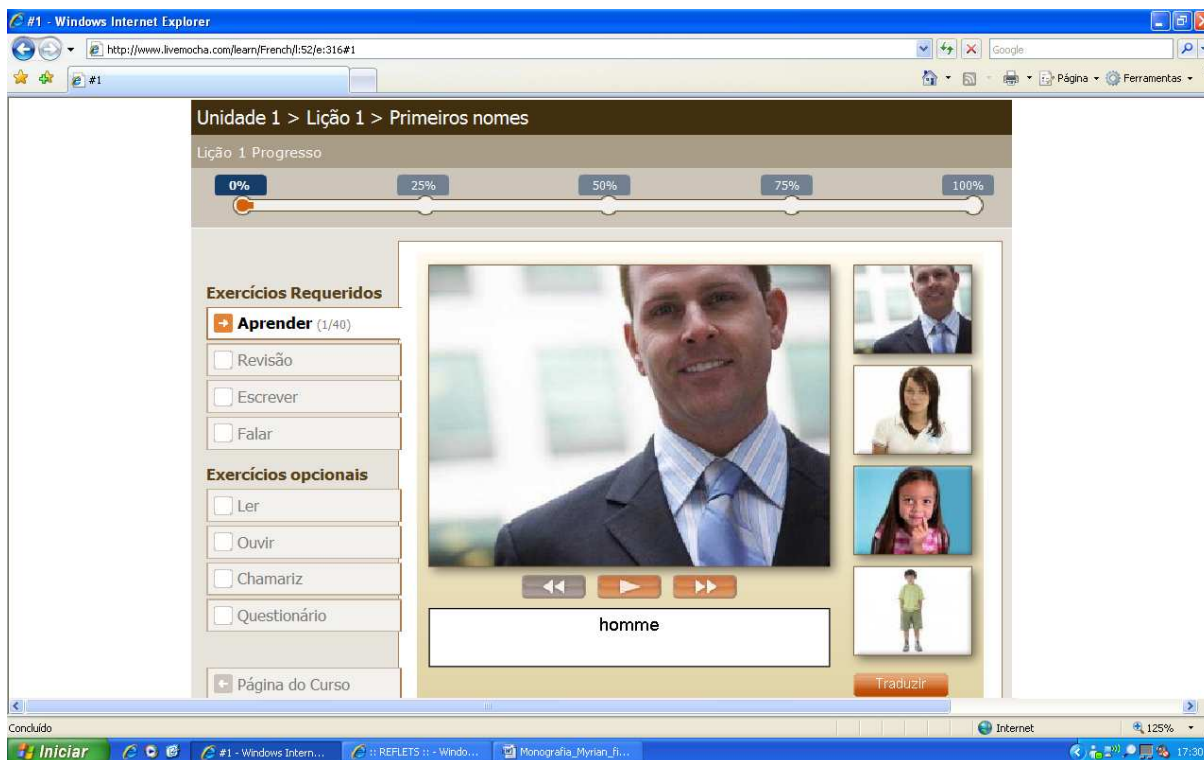 #1 - Windows Internet Explorer
http://www.livemocha.com/learn/French/l:52/e:316#1
Google
#1
Página
Ferramentas
Unidade 1 > Lição 1 > Primeiros nomes
Lição 1 Progresso
0% 25% 50% 75% 100%
Exercícios Requeridos
Aprender (1/40)
Revisão
Escrever
Falar
Exercícios opcionais
Ler
Ouvir
Chamariz
Questionário
Página do Curso
homme
Traduzir
Concluído
Internet
125%
Iniciar
#1 - Windows Intern...
:: REFLETS :: - Windo...
Monografia_Myrian_fi...
17:30